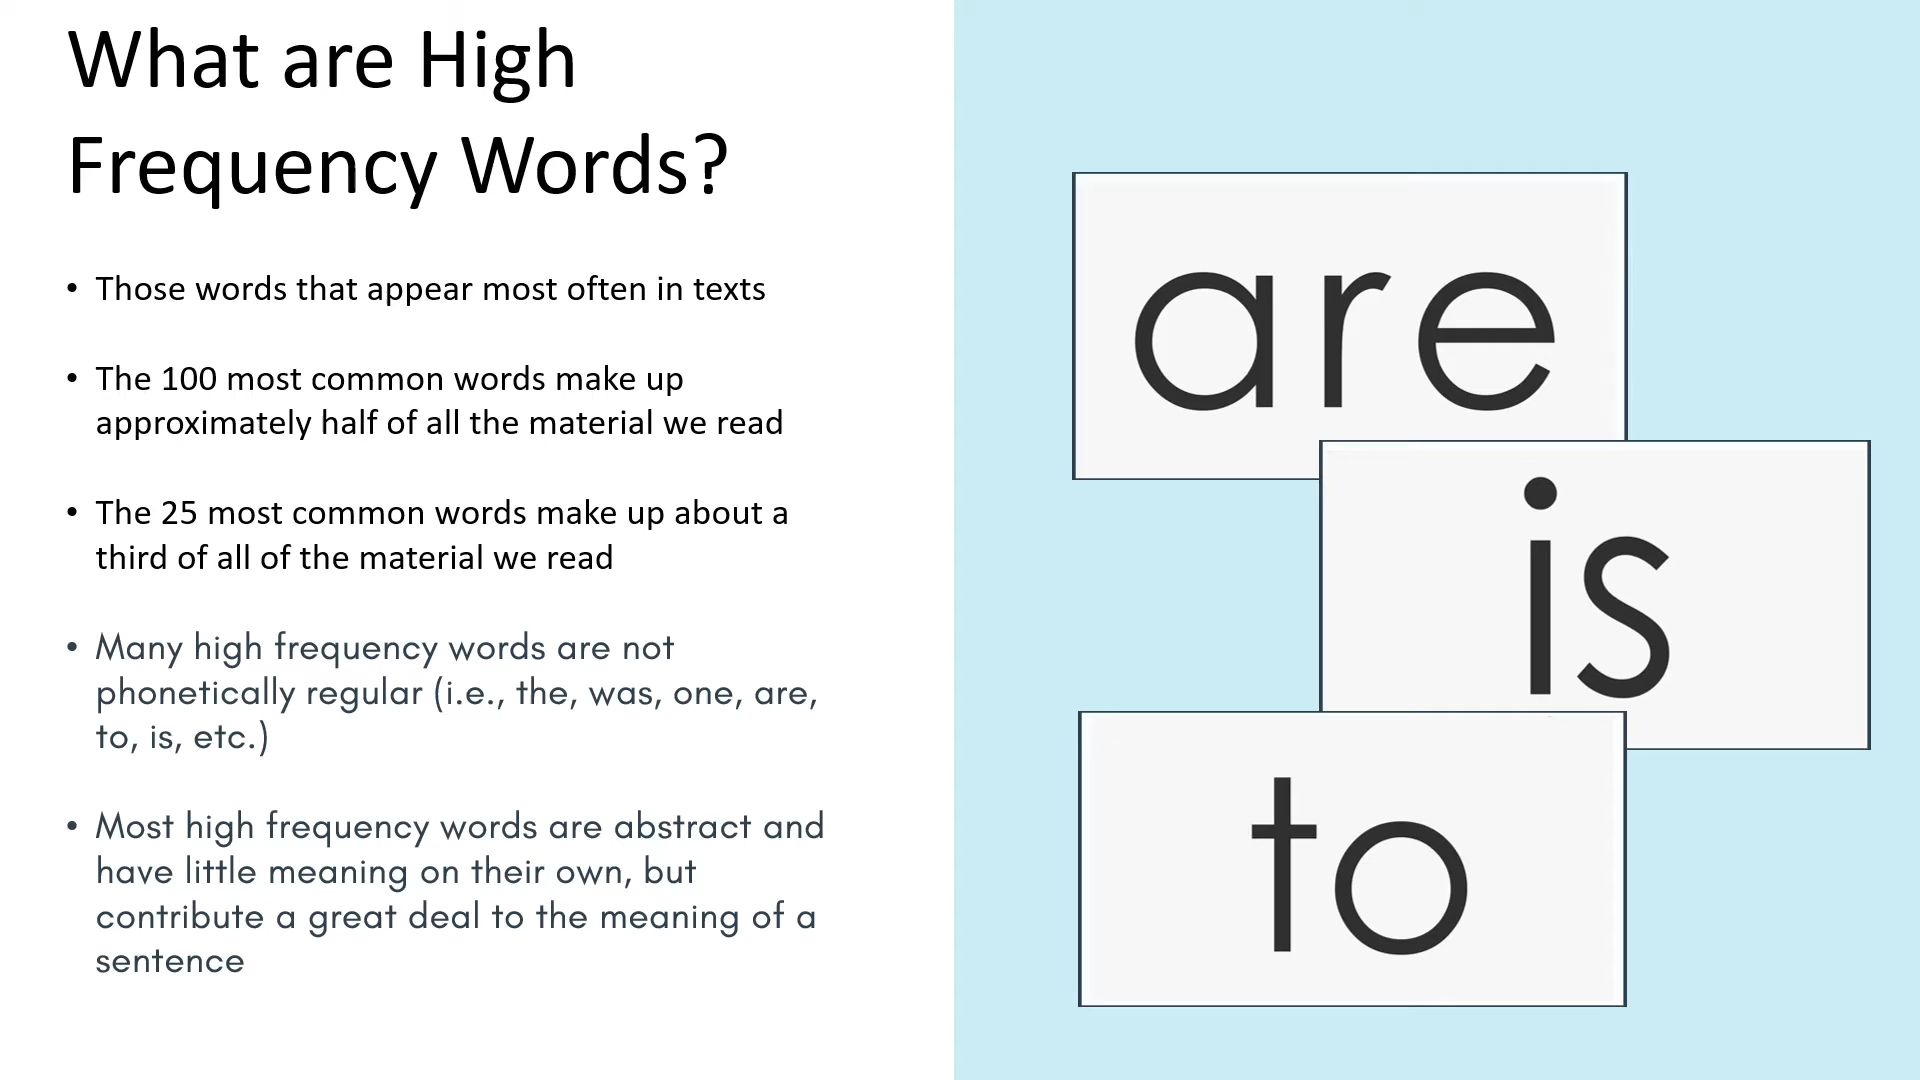 What are High
Frequency Words?
• Those words that appear most often in texts
• The 100 most common words make up
approximately half of all the material we read
• The 25 most common words make up about a
third of all of the material we read
• Many high frequency words are not
phonetically regular (i.e., the, was, one, are,
to, is, etc.)
• Most high frequency words are abstract and
have little meaning on their own, but
contribute a great deal to the meaning of a
sentence
are
is
to